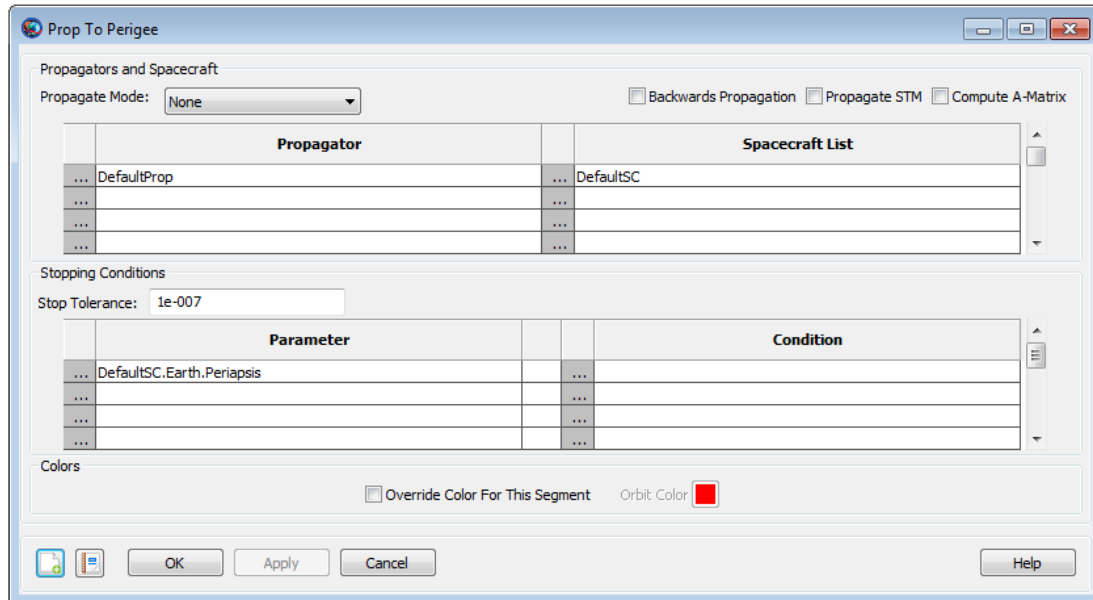 Prop To Perigee
Propagators and Spacecraft
Propagate Mode: None Backwards Propagation Propagate STM Compute A-Matrix
Propagator Spacecraft List
... DefaultProp ... DefaultSC
... ...
... ...
... ...
Stopping Conditions
Stop Tolerance: 1e-007
Parameter Condition
... DefaultSC.Earth.Periapsis ...
... ...
... ...
... ...
Colors
Override Color For This Segment Orbit Color
OK Apply Cancel Help